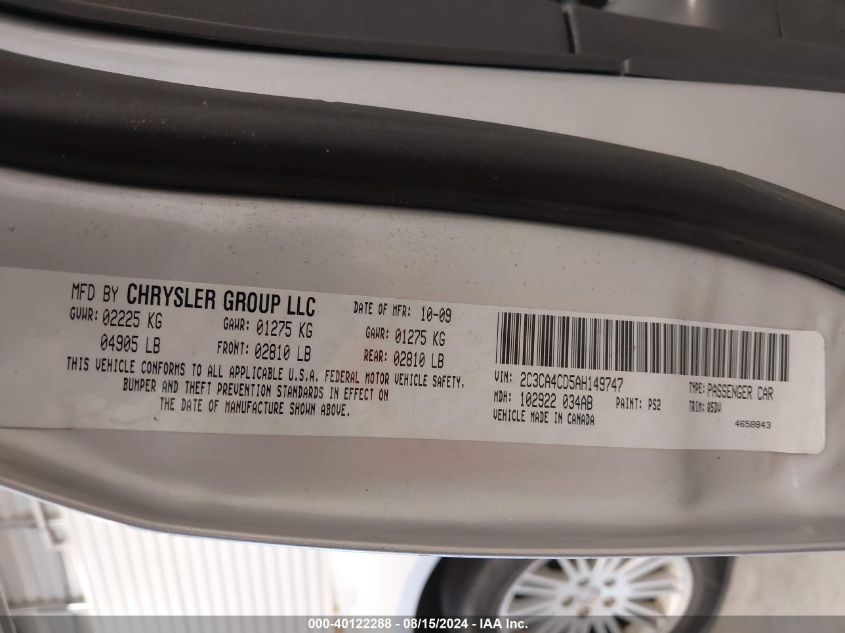 MFD BY CHRYSLER GROUP LLC DATE OF MFR: 10-09
GVWR: 02225 KG GAWR: 01275 KG GAWR: 01275 KG
04905 LB FRONT: 02810 LB REAR: 02810 LB
THIS VEHICLE CONFORMS TO ALL APPLICABLE U.S.A. FEDERAL MOTOR VEHICLE SAFETY,
BUMPER AND THEFT PREVENTION STANDARDS IN EFFECT ON
THE DATE OF MANUFACTURE SHOWN ABOVE.
VIN: 2C3CA4CD5AH149747 TYPE: PASSENGER CAR
MDH: 102922 034AB PAINT: PS2 TRIM: 05DV
VEHICLE MADE IN CANADA 4658843
000-40122288 - 08/15/2024 - IAA Inc.